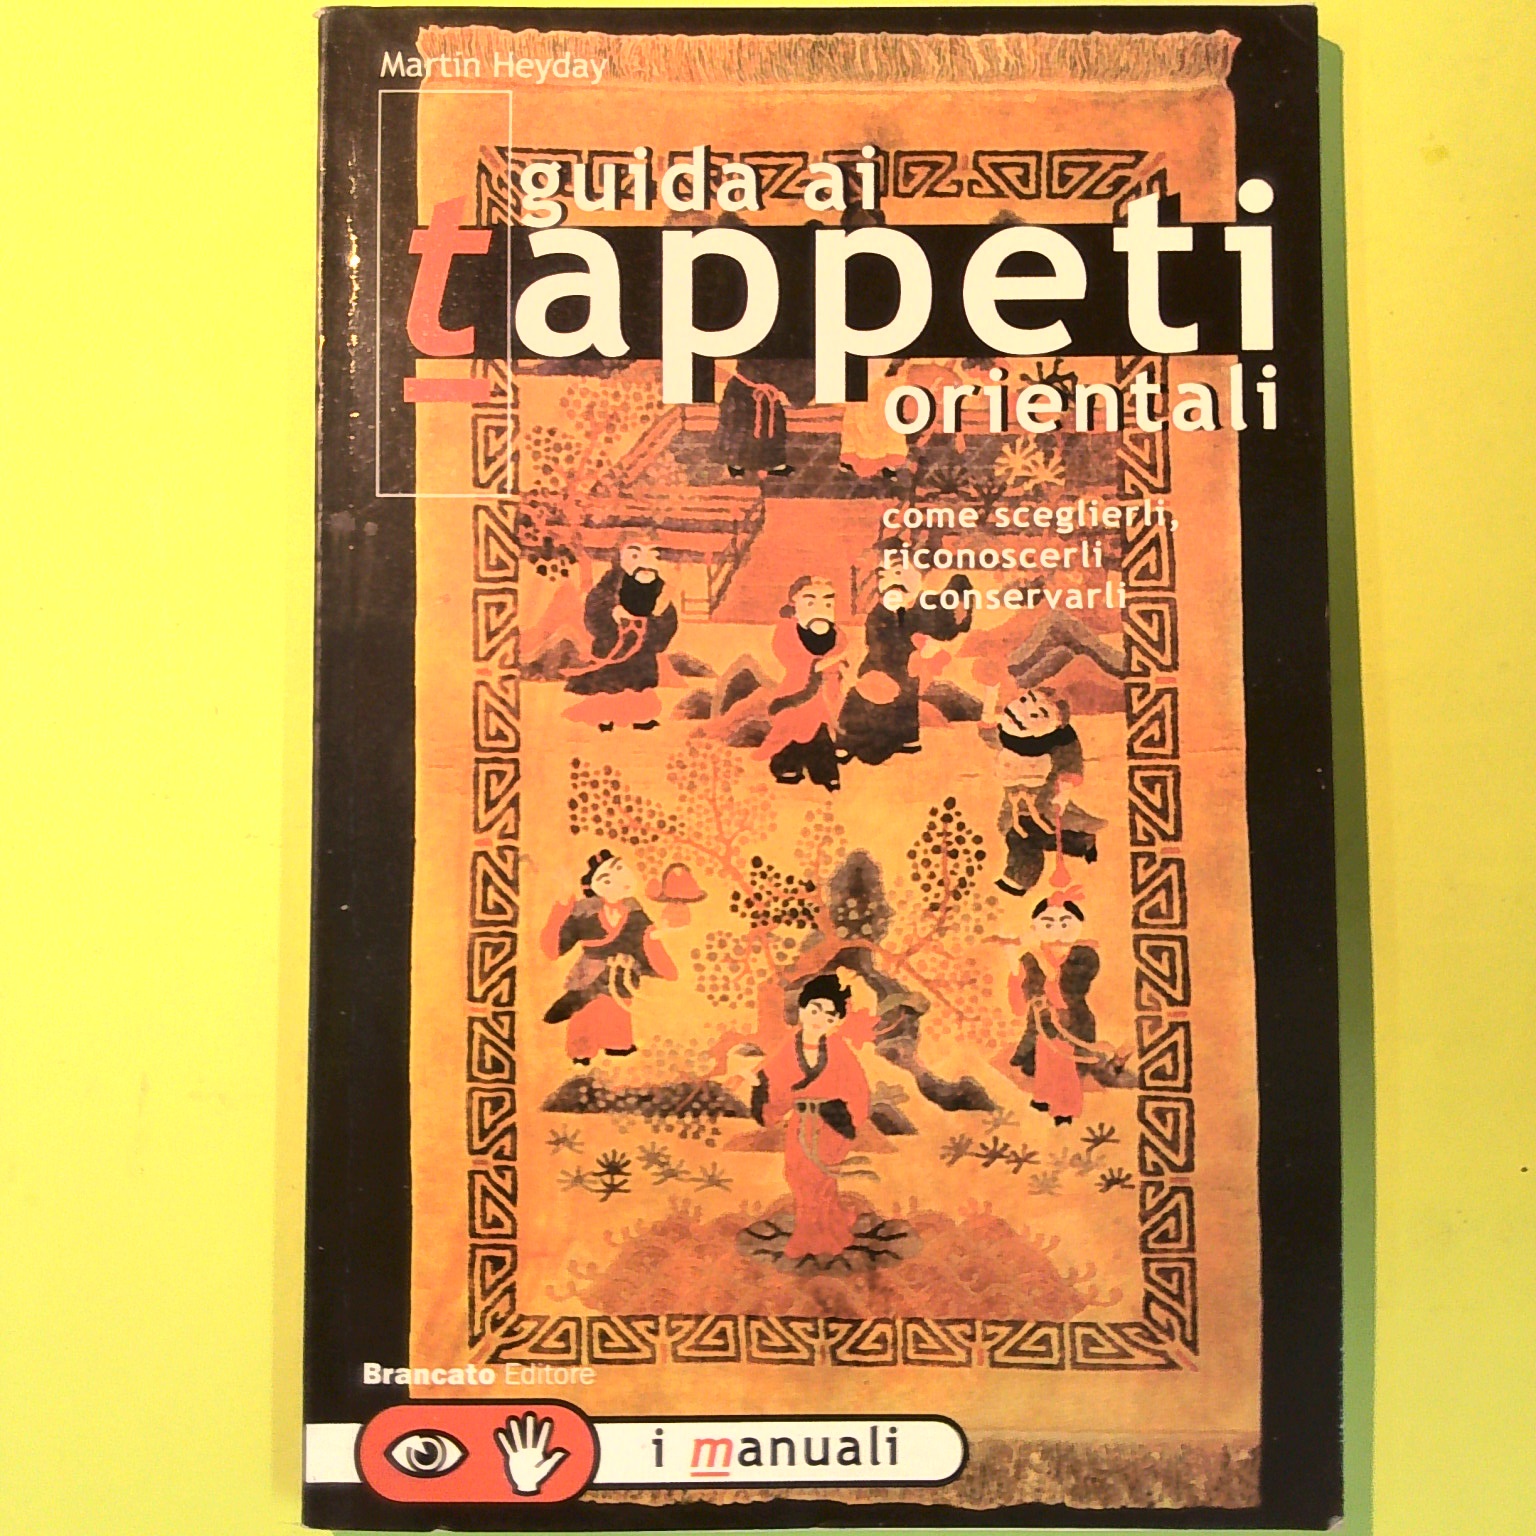 Martin Heyday
guida ai
tappeti
orientali
come sceglierli,
riconoscerli
e conservarli
Brancato Editore
i manuali